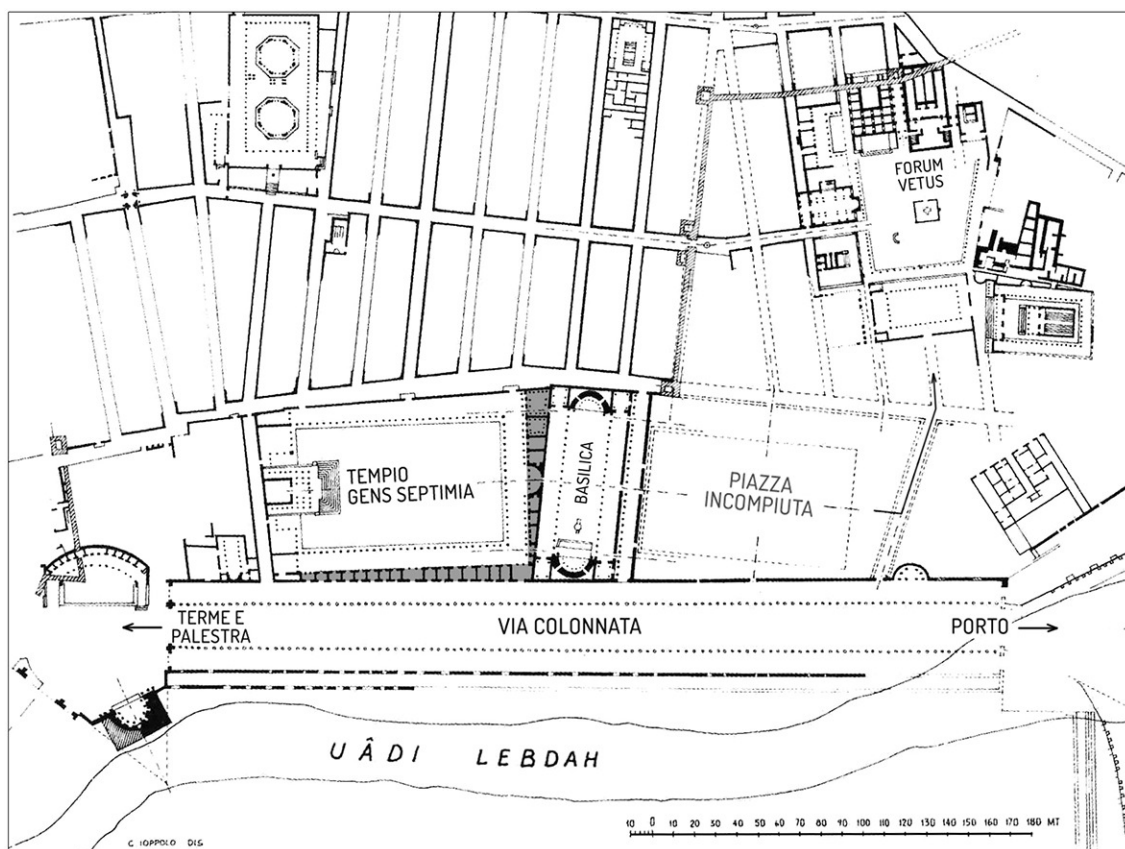 FORUM
VETUS
TEMPIO
GENS SEPTIMIA
BASILICA
PIAZZA
INCOMPIUTA
TERME E
PALESTRA
VIA COLONNATA
PORTO
UÂDI LEBDAH
10 0 10 20 30 40 50 60 70 80 90 100 110 120 130 140 150 160 170 180 MT
C. IOPPOLO DIS